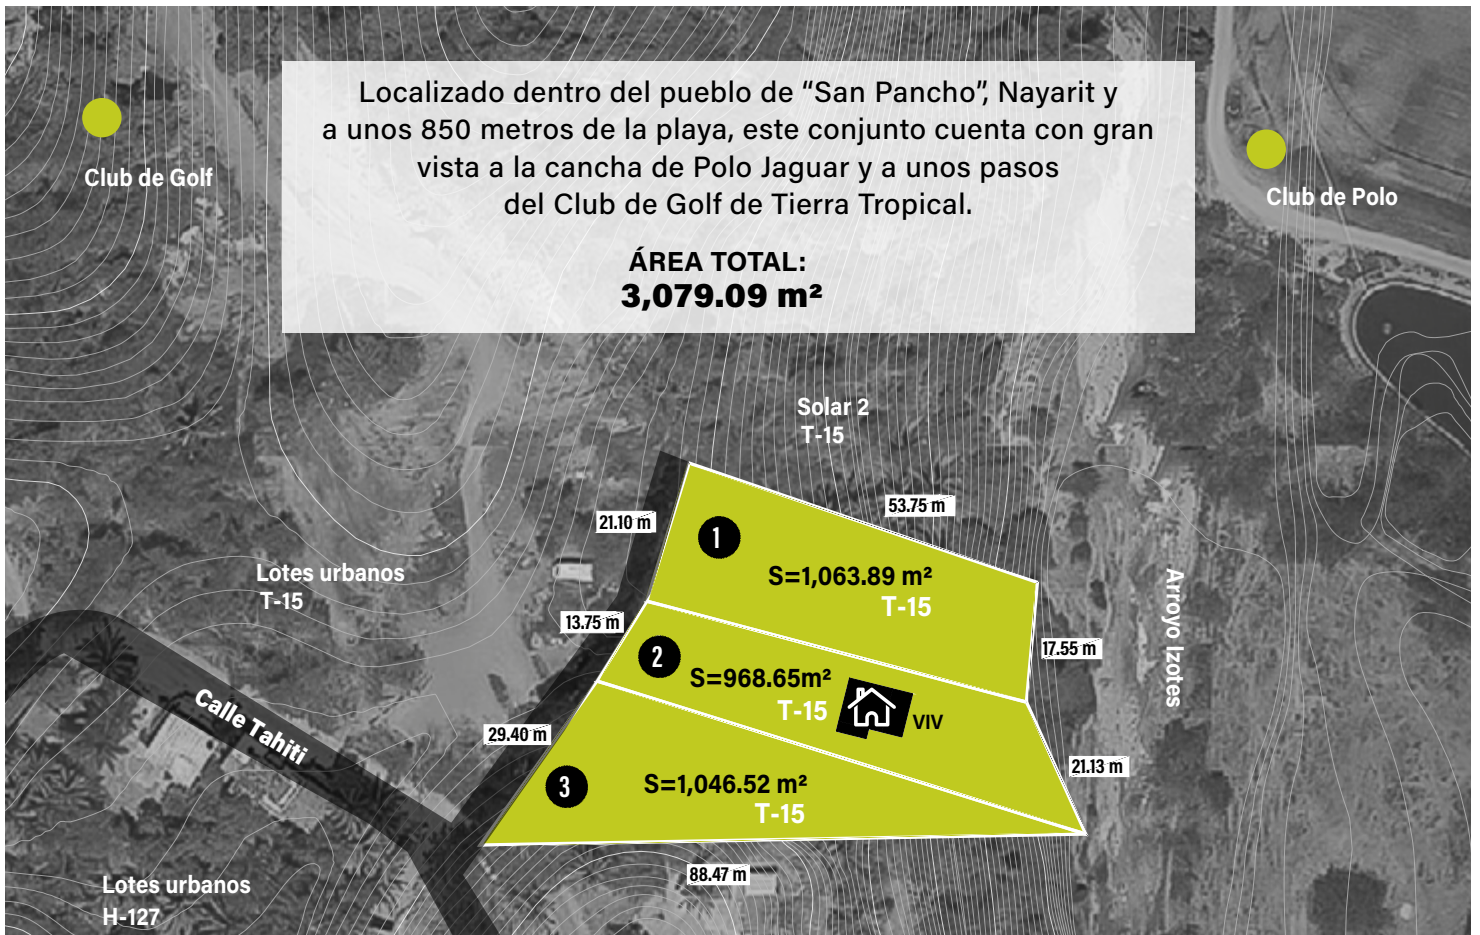 Localizado dentro del pueblo de “San Pancho”, Nayarit y
a unos 850 metros de la playa, este conjunto cuenta con gran
vista a la cancha de Polo Jaguar y a unos pasos
del Club de Golf de Tierra Tropical.
ÁREA TOTAL:
3,079.09 m²
Club de Golf
Club de Polo
Solar 2
T-15
53.75 m
21.10 m
1
S=1,063.89 m²
T-15
Lotes urbanos
T-15
13.75 m
17.55 m
Arroyo Izotes
2
S=968.65m²
T-15
VIV
Calle Tahiti
29.40 m
21.13 m
3
S=1,046.52 m²
T-15
88.47 m
Lotes urbanos
H-127